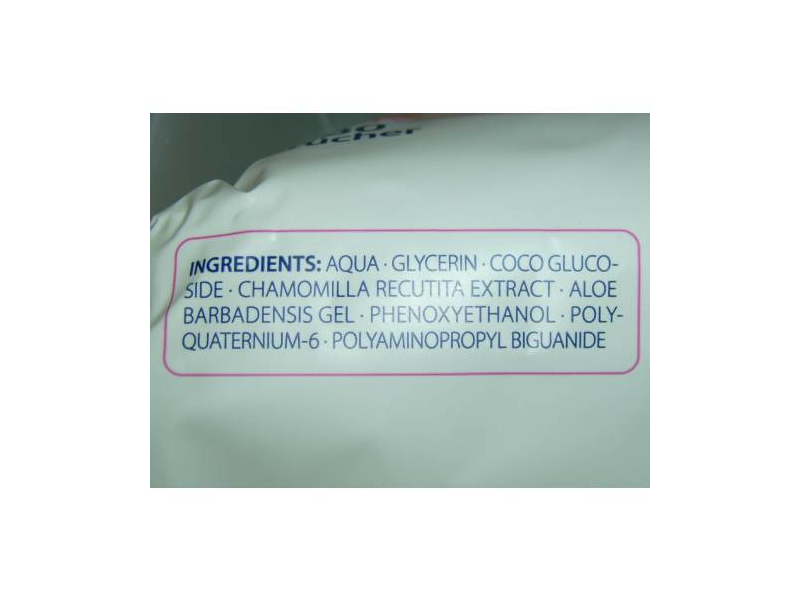 INGREDIENTS: AQUA · GLYCERIN · COCO GLUCO-
SIDE · CHAMOMILLA RECUTITA EXTRACT · ALOE
BARBADENSIS GEL · PHENOXYETHANOL · POLY-
QUATERNIUM-6 · POLYAMINOPROPYL BIGUANIDE